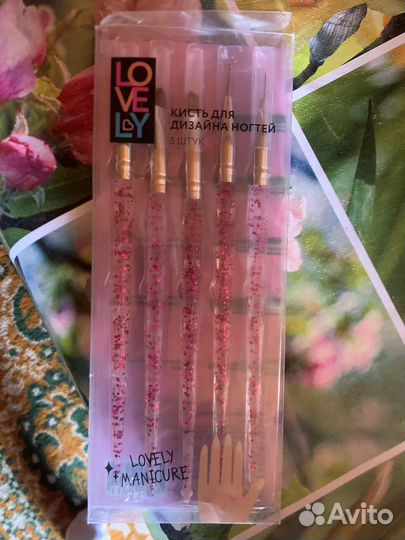 LO
VE
LY
КИСТЬ ДЛЯ
ДИЗАЙНА НОГТЕЙ
5 ШТУК
LOVELY
MANICURE
Avito